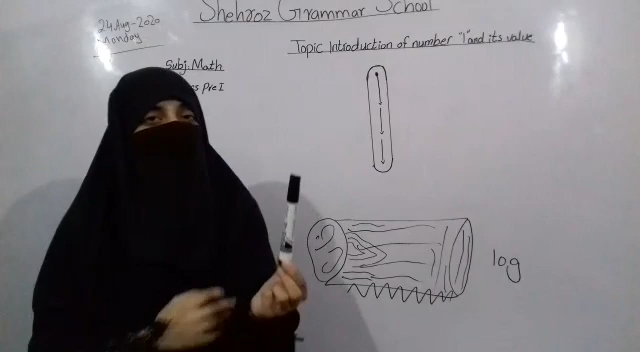 Shehroz Grammar School
24 Aug-2020
Monday
Topic Introduction of number "1" and its value
Subj. Math
Pre I
log